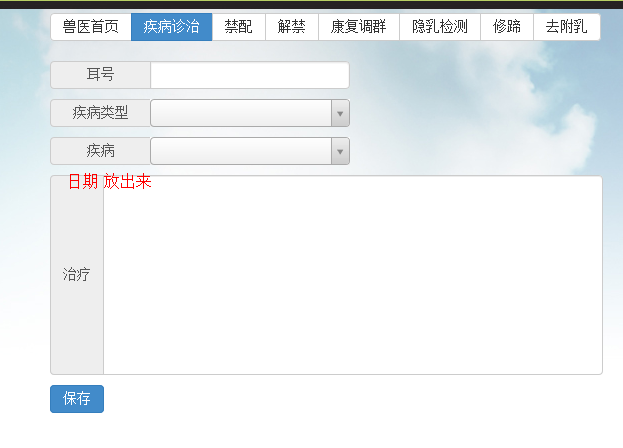 兽医首页 疾病诊治 禁配 解禁 康复调群 隐乳检测 修蹄 去附乳
耳号
疾病类型
疾病
日期 放出来
治疗
保存